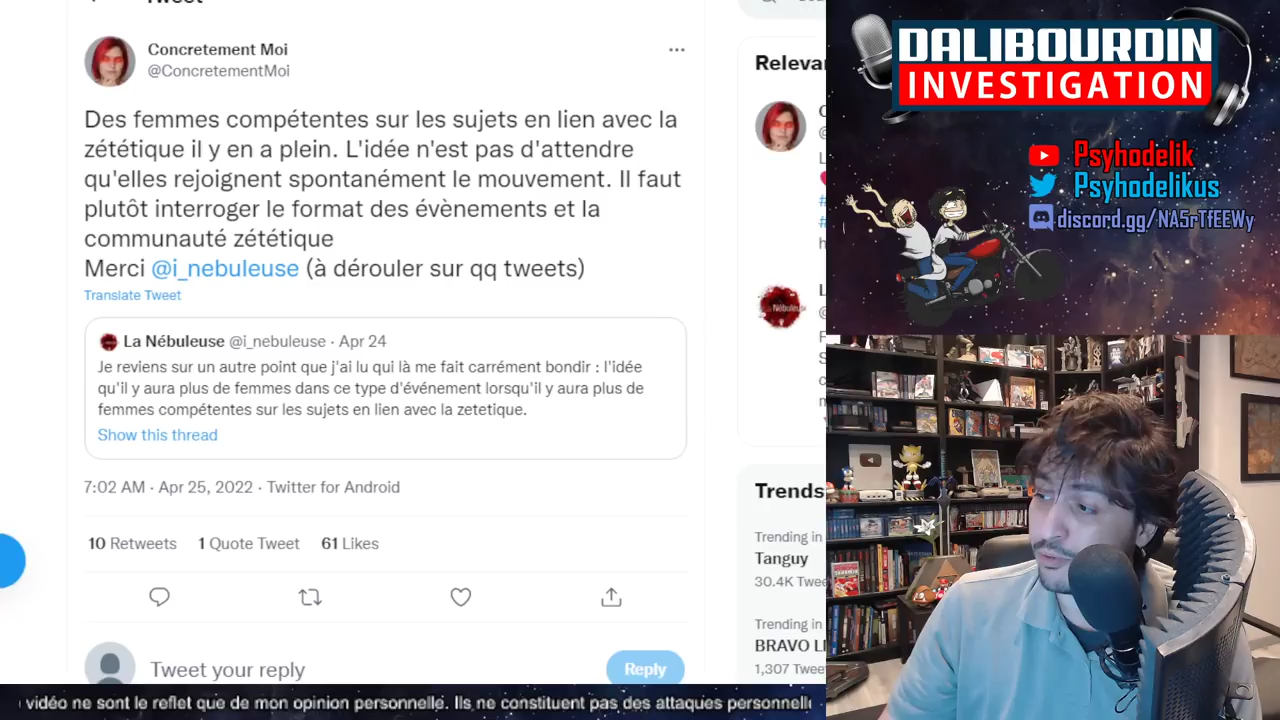 Tweet
Concretement Moi
@ConcretementMoi
Des femmes compétentes sur les sujets en lien avec la
zététique il y en a plein. L'idée n'est pas d'attendre
qu'elles rejoignent spontanément le mouvement. Il faut
plutôt interroger le format des évènements et la
communauté zététique
Merci @i_nebuleuse (à dérouler sur qq tweets)
Translate Tweet
La Nébuleuse @i_nebuleuse · Apr 24
Je reviens sur un autre point que j'ai lu qui là me fait carrément bondir : l'idée
qu'il y aura plus de femmes dans ce type d'événement lorsqu'il y aura plus de
femmes compétentes sur les sujets en lien avec la zetetique.
Show this thread
7:02 AM · Apr 25, 2022 · Twitter for Android
10 Retweets 1 Quote Tweet 61 Likes
Tweet your reply
Reply
Relevan
Trends
Trending in
Tanguy
30.4K Twee
Trending in
BRAVO LE
1,307 Twee
DALIBOURDIN
INVESTIGATION
Psyhodelik
Psyhodelikus
discord.gg/NA5rTfEEWy
vidéo ne sont le reflet que de mon opinion personnelle. Ils ne constituent pas des attaques personnell